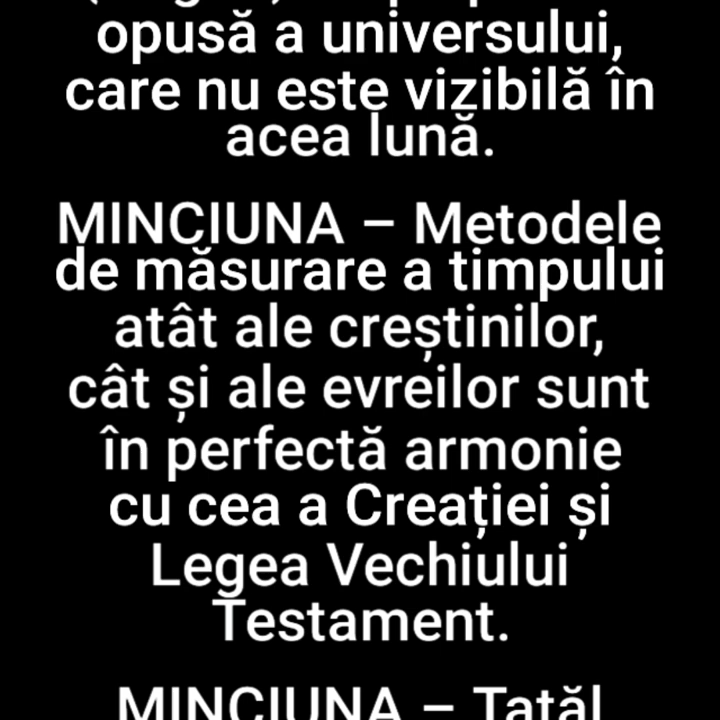 opusă a universului,
care nu este vizibilă în
acea lună.
MINCIUNA – Metodele
de măsurare a timpului
atât ale creștinilor,
cât și ale evreilor sunt
în perfectă armonie
cu cea a Creației și
Legea Vechiului
Testament.
MINCIUNA – Tatăl